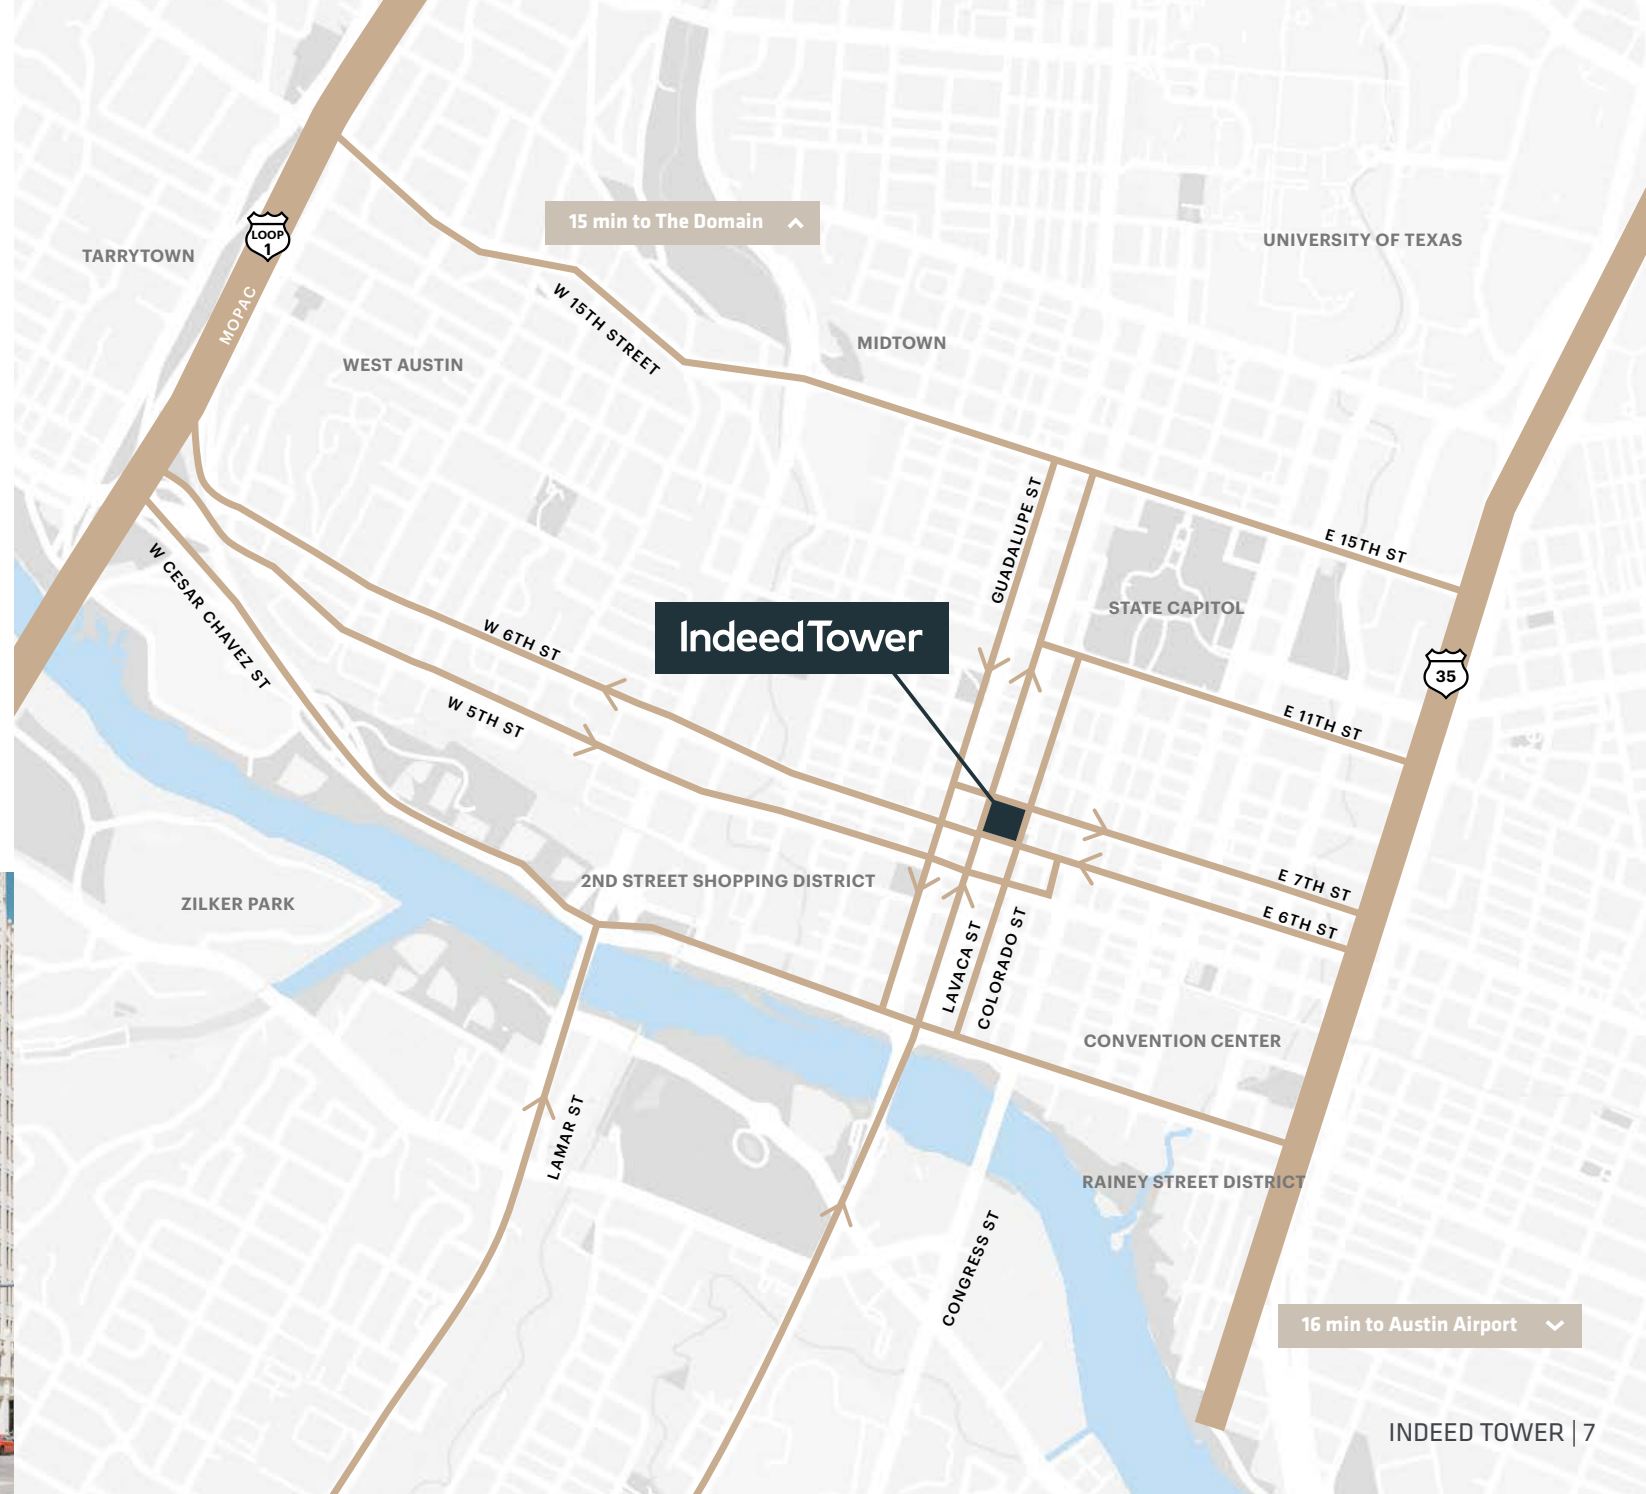 15 min to The Domain
UNIVERSITY OF TEXAS
LOOP
1
TARRYTOWN
MOPAC
W 15TH STREET
MIDTOWN
WEST AUSTIN
GUADALUPE ST
E 15TH ST
STATE CAPITOL
W CESAR CHAVEZ ST
W 6TH ST
IndeedTower
35
W 5TH ST
E 11TH ST
2ND STREET SHOPPING DISTRICT
E 7TH ST
ZILKER PARK
E 6TH ST
LAVACA ST
COLORADO ST
CONVENTION CENTER
LAMAR ST
RAINEY STREET DISTRICT
CONGRESS ST
16 min to Austin Airport
INDEED TOWER | 7